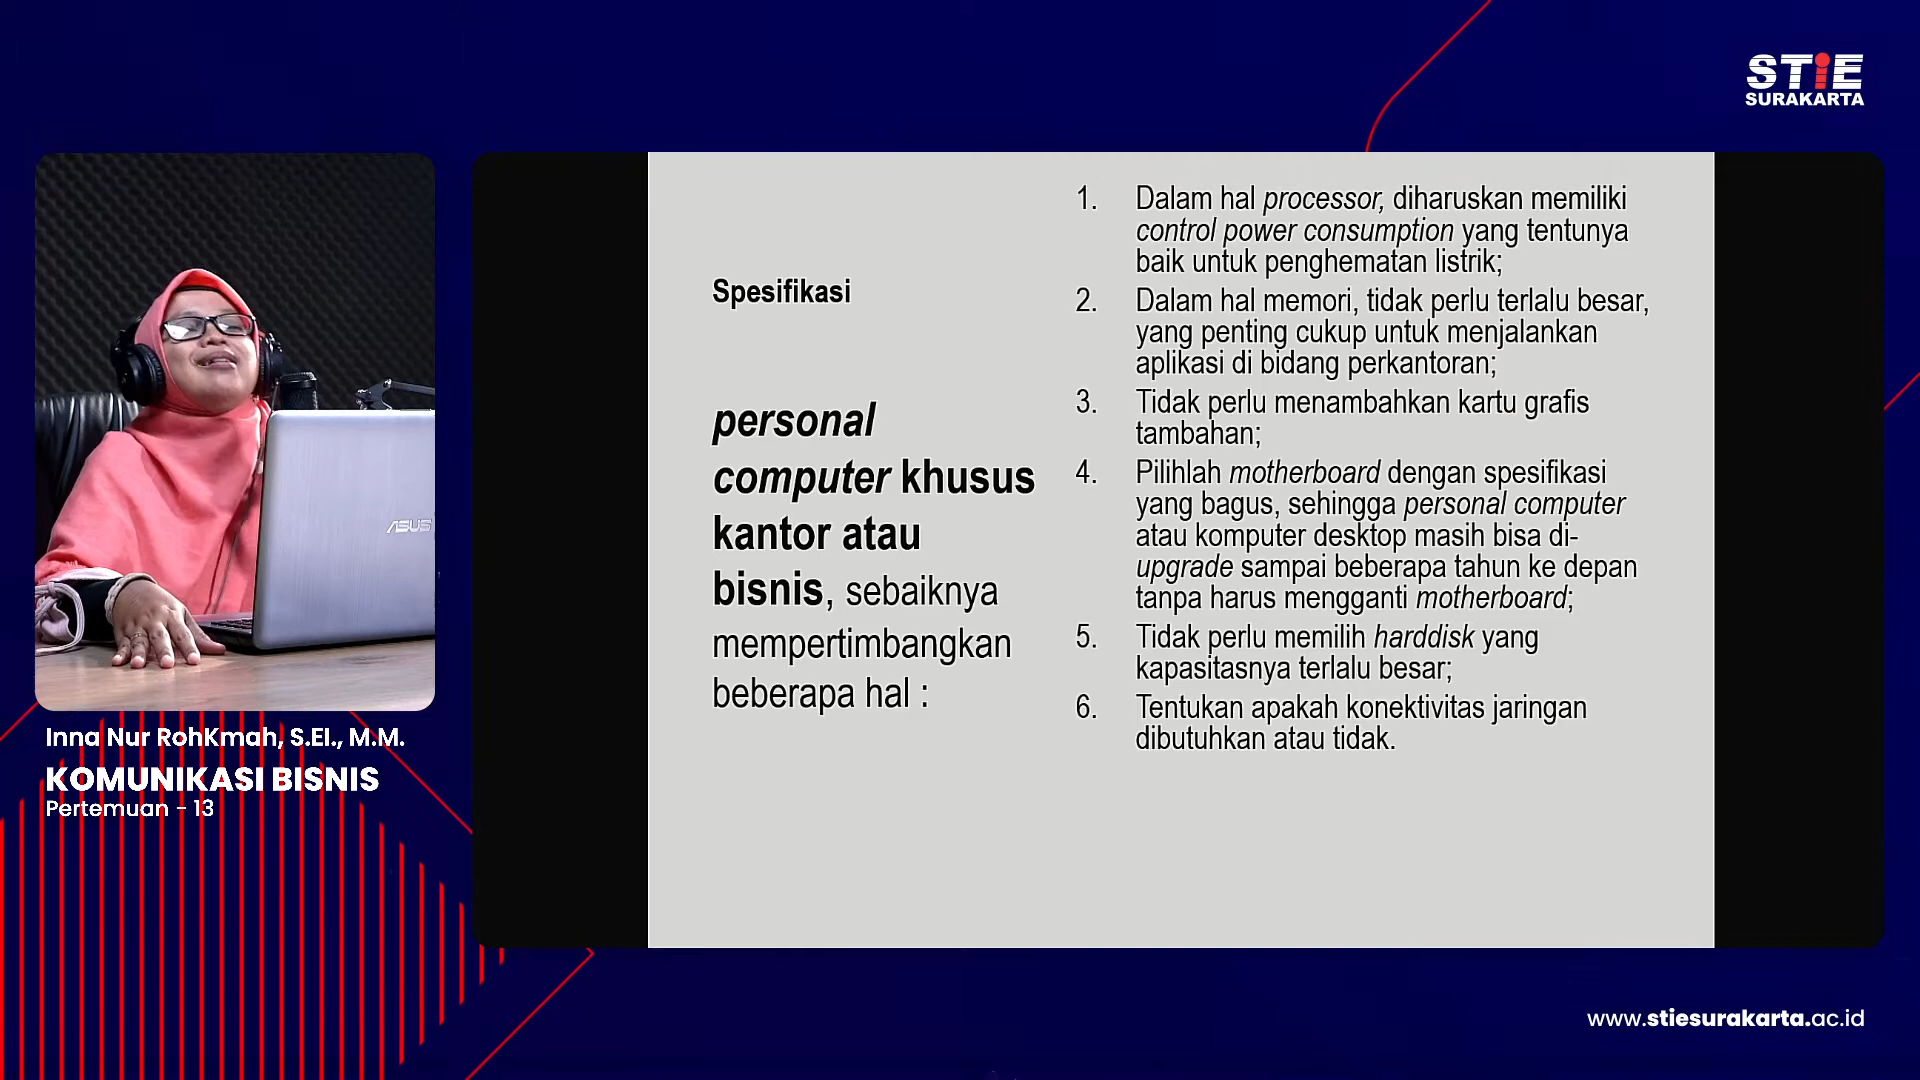 STiE
SURAKARTA
ASUS
Inna Nur RohKmah, S.EI., M.M.
KOMUNIKASI BISNIS
Pertemuan - 13
Spesifikasi
personal
computer khusus
kantor atau
bisnis, sebaiknya
mempertimbangkan
beberapa hal :
1. Dalam hal processor, diharuskan memiliki
control power consumption yang tentunya
baik untuk penghematan listrik;
2. Dalam hal memori, tidak perlu terlalu besar,
yang penting cukup untuk menjalankan
aplikasi di bidang perkantoran;
3. Tidak perlu menambahkan kartu grafis
tambahan;
4. Pilihlah motherboard dengan spesifikasi
yang bagus, sehingga personal computer
atau komputer desktop masih bisa di-
upgrade sampai beberapa tahun ke depan
tanpa harus mengganti motherboard;
5. Tidak perlu memilih harddisk yang
kapasitasnya terlalu besar;
6. Tentukan apakah konektivitas jaringan
dibutuhkan atau tidak.
www.stiesurakarta.ac.id